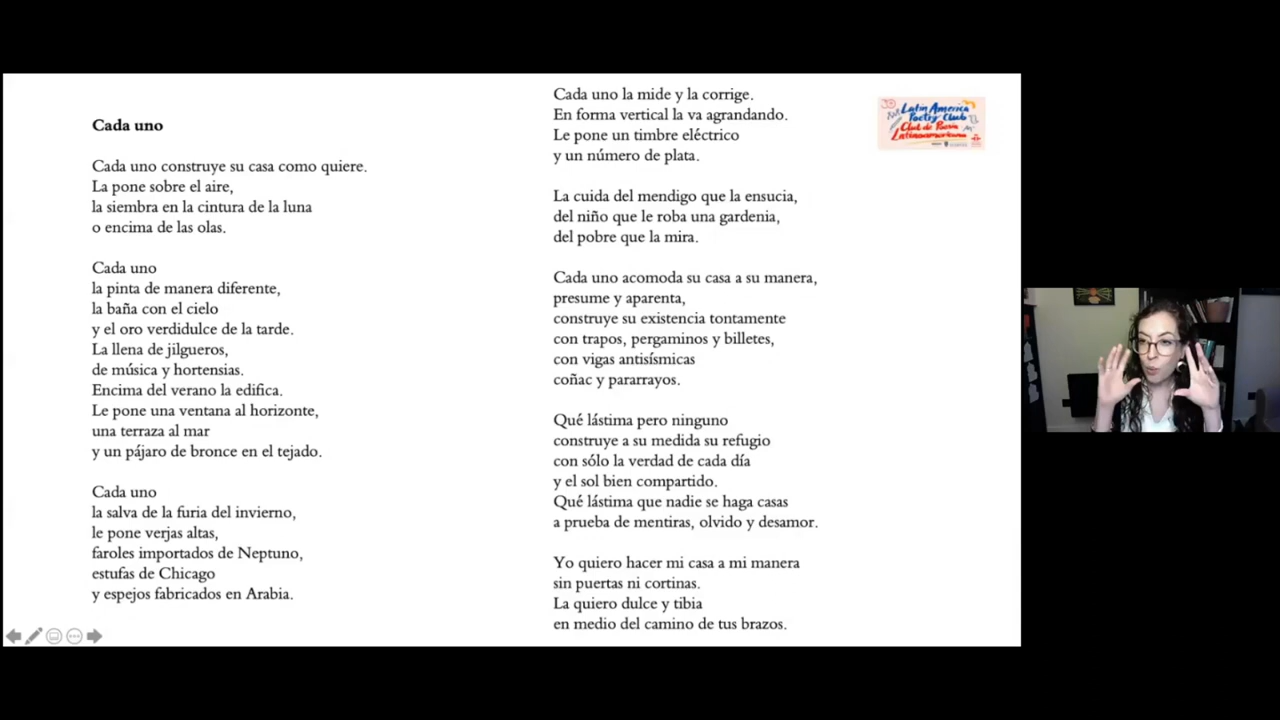 Cada uno
Cada uno construye su casa como quiere.
La pone sobre el aire,
la siembra en la cintura de la luna
o encima de las olas.
Cada uno
la pinta de manera diferente,
la baña con el cielo
y el oro verdidulce de la tarde.
La llena de jilgueros,
de música y hortensias.
Encima del verano la edifica.
Le pone una ventana al horizonte,
una terraza al mar
y un pájaro de bronce en el tejado.
Cada uno
la salva de la furia del invierno,
le pone verjas altas,
faroles importados de Neptuno,
estufas de Chicago
y espejos fabricados en Arabia.
Cada uno la mide y la corrige.
En forma vertical la va agrandando.
Le pone un timbre eléctrico
y un número de plata.
La cuida del mendigo que la ensucia,
del niño que le roba una gardenia,
del pobre que la mira.
Cada uno acomoda su casa a su manera,
presume y aparenta,
construye su existencia tontamente
con trapos, pergaminos y billetes,
con vigas antisísmicas
coñac y pararrayos.
Qué lástima pero ninguno
construye a su medida su refugio
con sólo la verdad de cada día
y el sol bien compartido.
Qué lástima que nadie se haga casas
a prueba de mentiras, olvido y desamor.
Yo quiero hacer mi casa a mi manera
sin puertas ni cortinas.
La quiero dulce y tibia
en medio del camino de tus brazos.
Latin America
Poetry Club
Club de Poesía
Latinoamericana